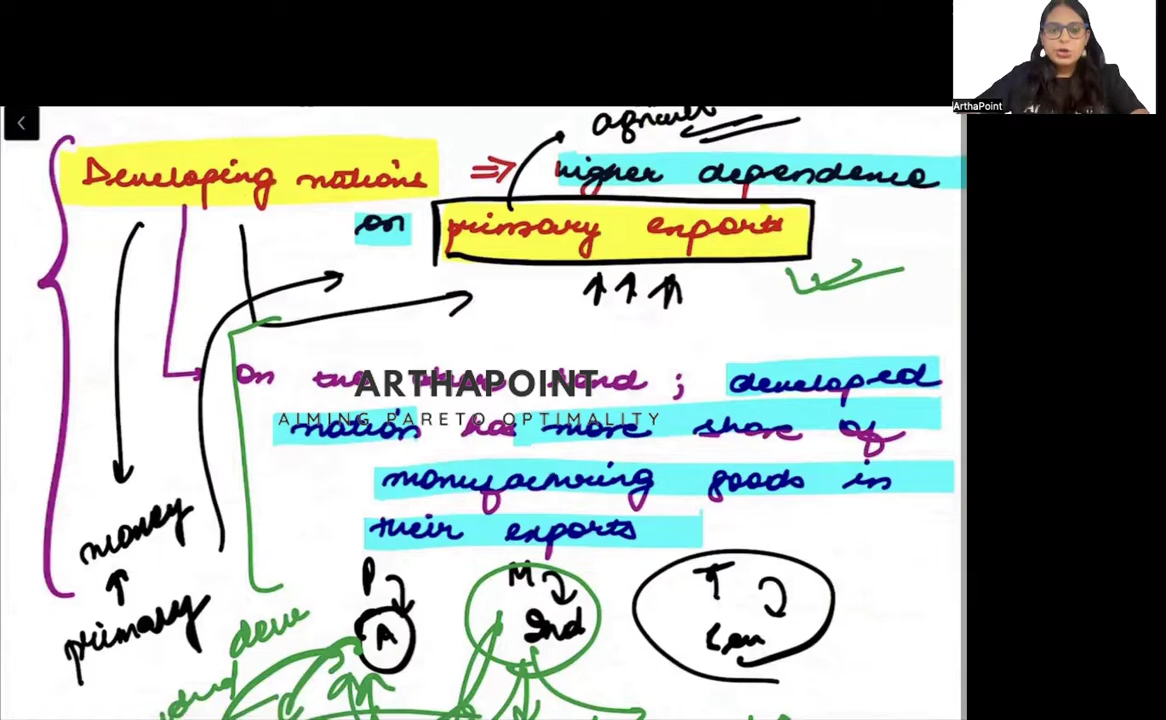 ArthaPoint
agricult
Developing nations ⇒ higher dependence
on primary exports
On the other hand ; developed
ARTHAPOINT
AIMING PARETO OPTIMALITY
nation has more share of
manufacturing goods in
their exports
money
↑
primary
P M T
A Ind